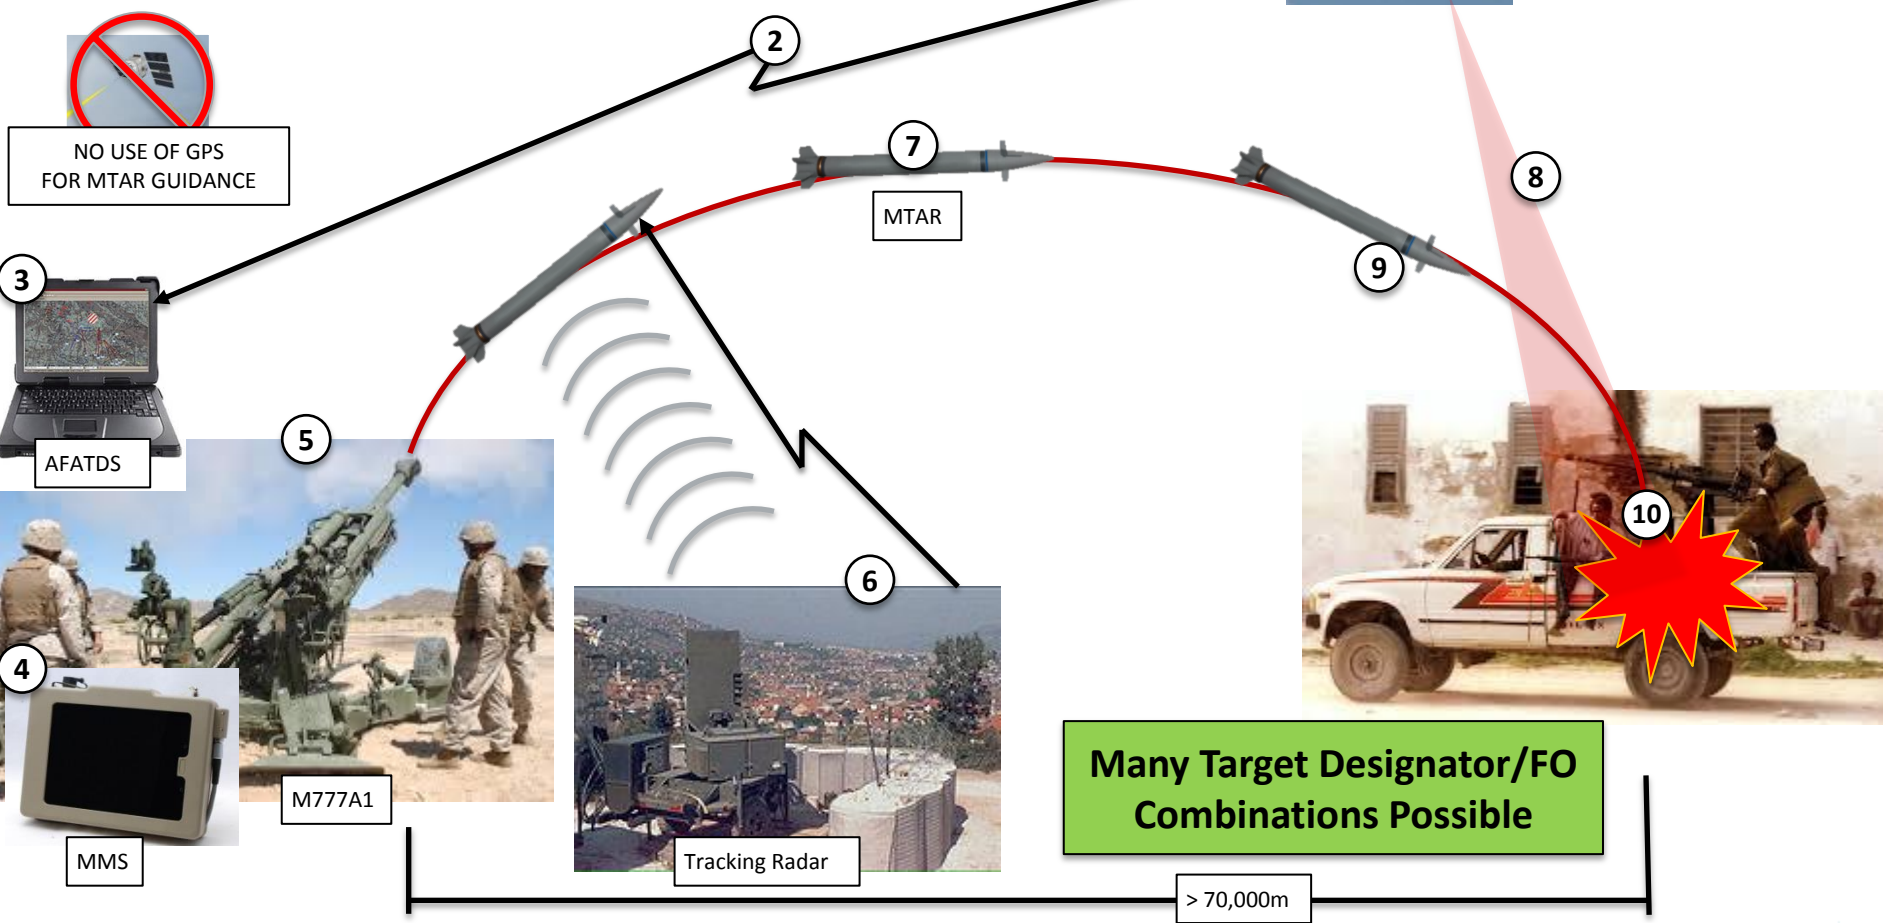 2
NO USE OF GPS
FOR MTAR GUIDANCE
7
MTAR
8
3
9
AFATDS
5
10
6
4
M777A1
MMS
Tracking Radar
Many Target Designator/FO
Combinations Possible
> 70,000m